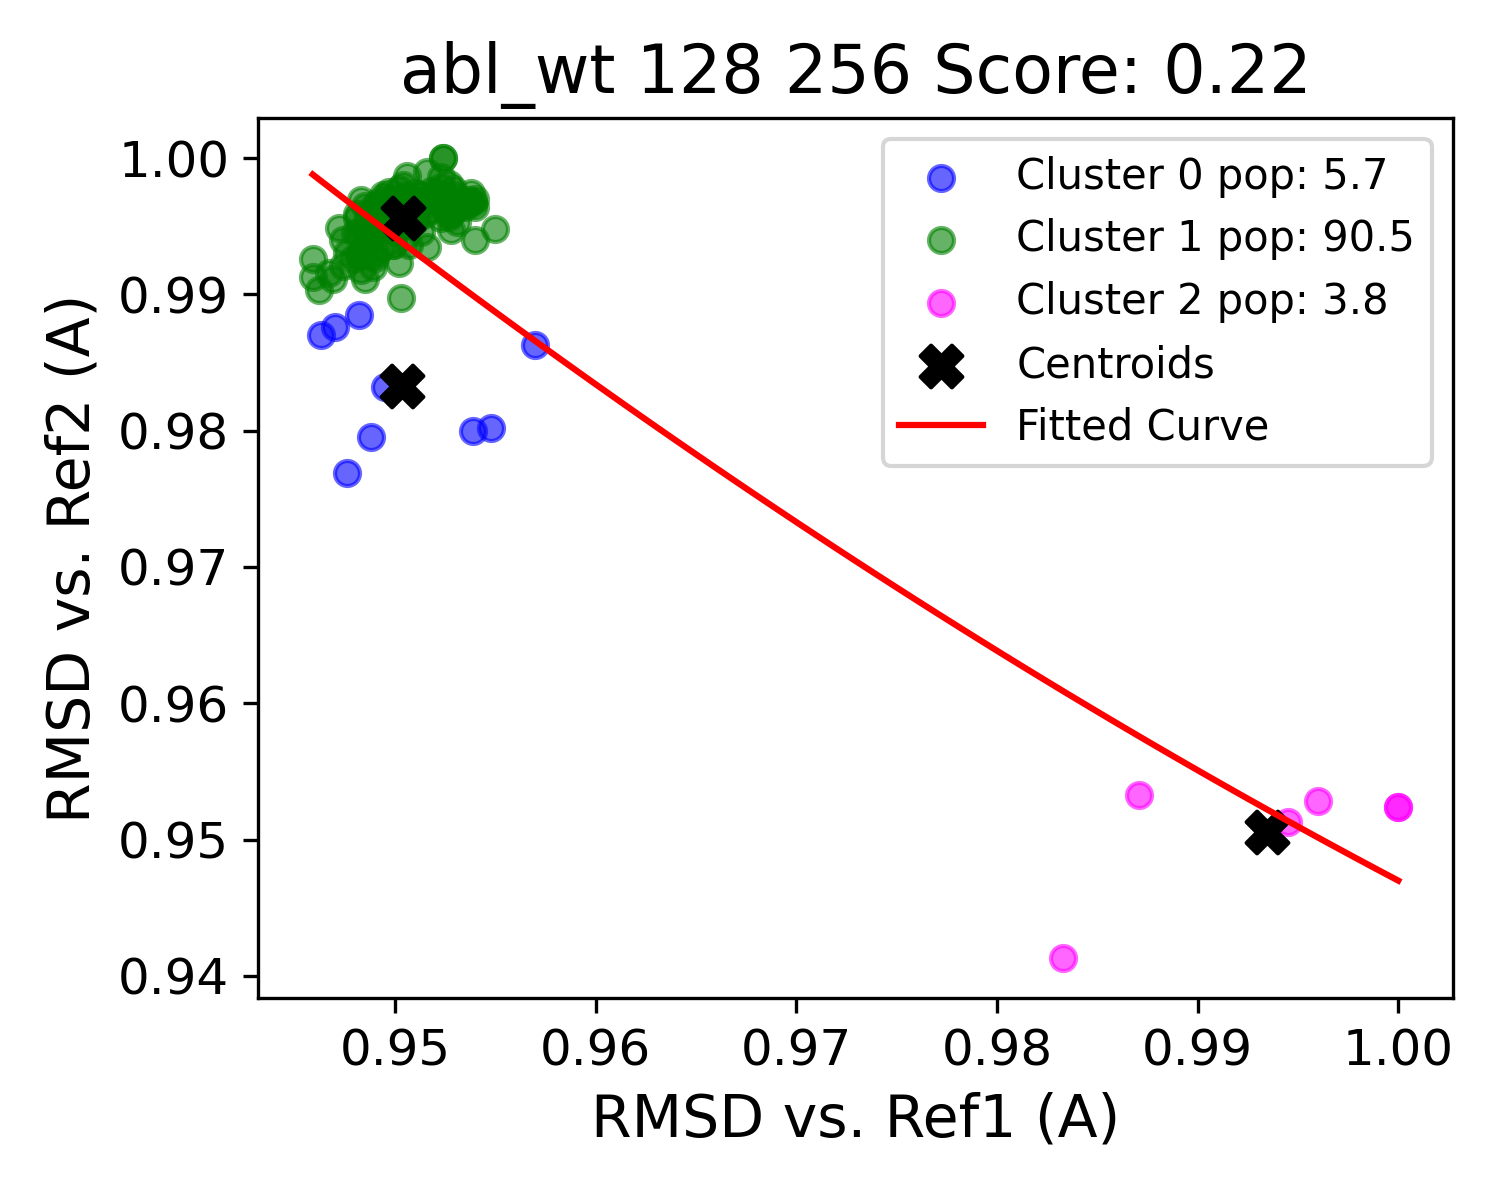 abl_wt 128 256 Score: 0.22
RMSD vs. Ref2 (A)
1.00
0.99
0.98
0.97
0.96
0.95
0.94
Cluster 0 pop: 5.7
Cluster 1 pop: 90.5
Cluster 2 pop: 3.8
Centroids
Fitted Curve
0.95 0.96 0.97 0.98 0.99 1.00
RMSD vs. Ref1 (A)